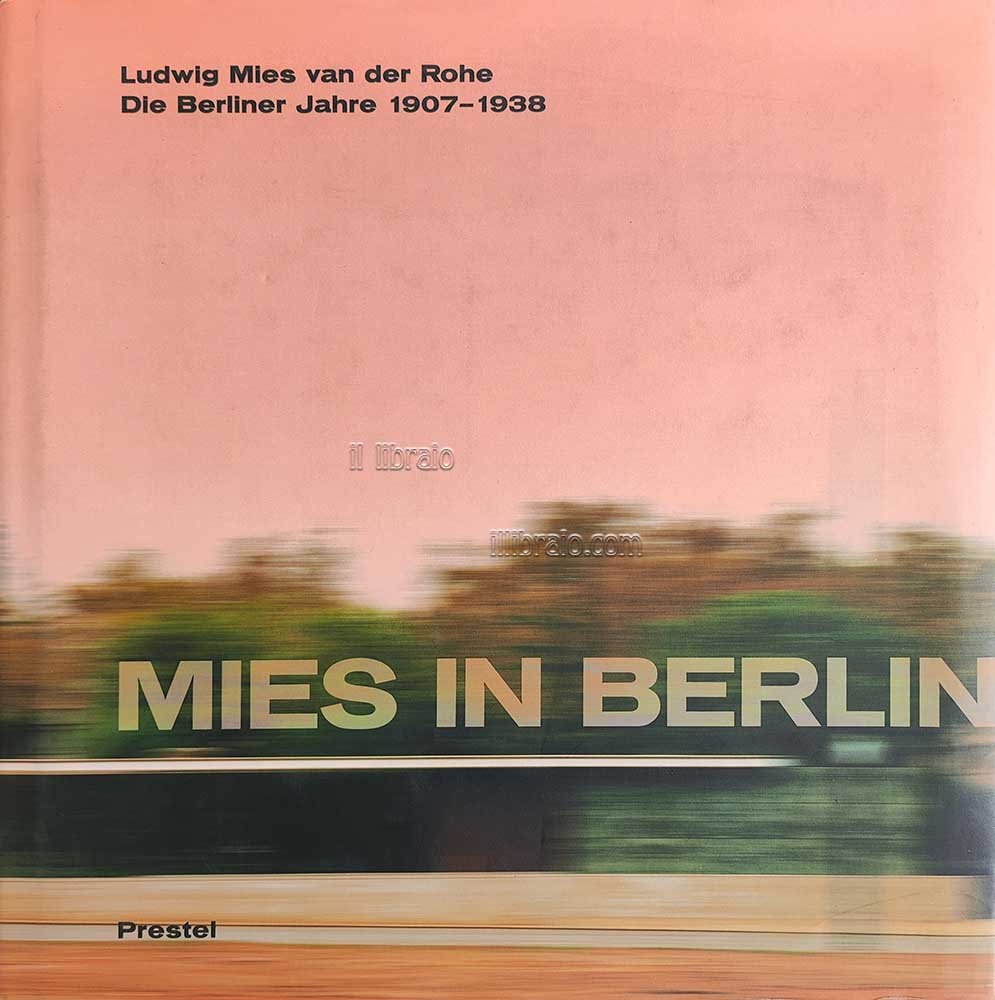 Ludwig Mies van der Rohe
Die Berliner Jahre 1907–1938
il libraio
illibraio.com
MIES IN BERLIN
Prestel